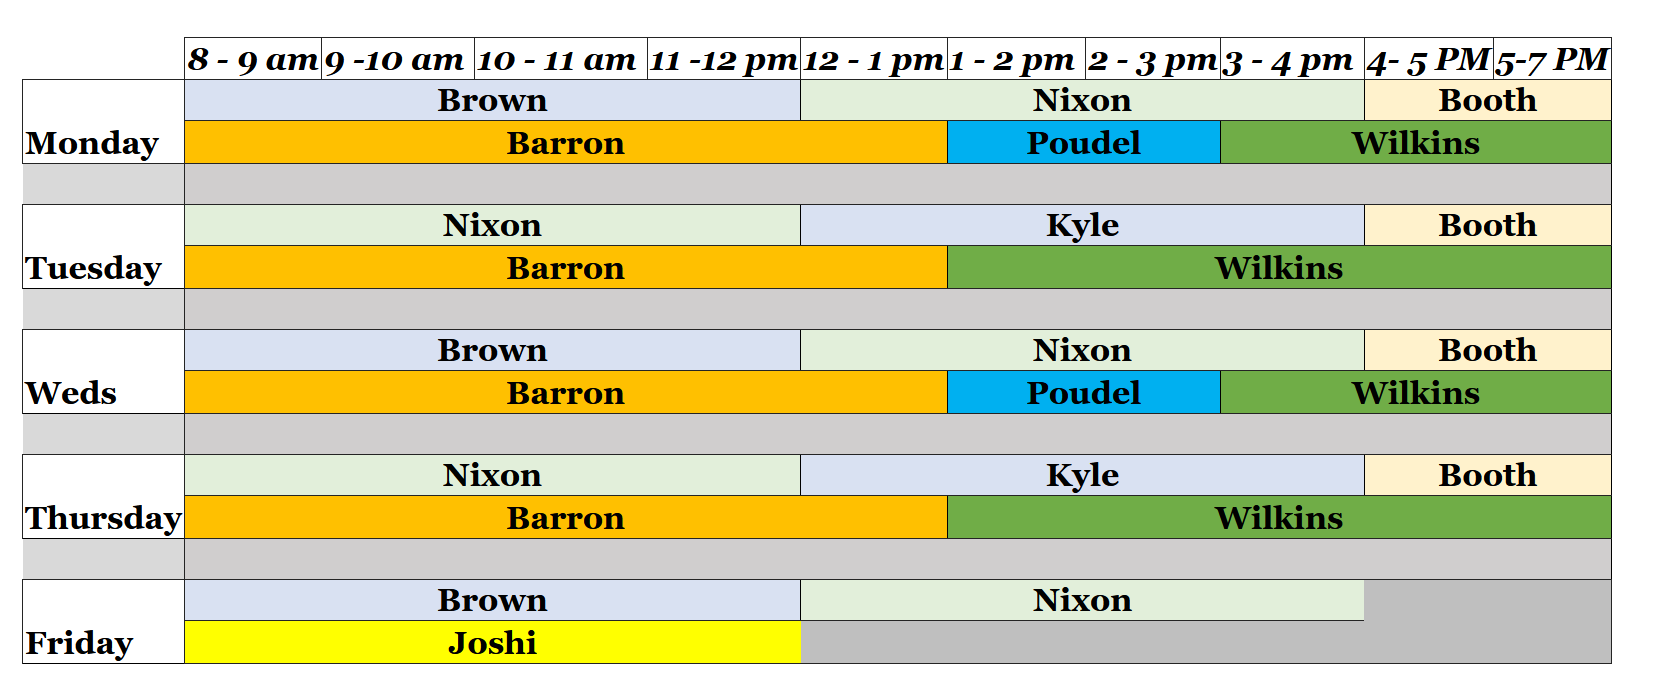 8 - 9 am 9 -10 am 10 - 11 am 11 -12 pm 12 - 1 pm 1 - 2 pm 2 - 3 pm 3 - 4 pm 4- 5 PM 5-7 PM
Brown Nixon Booth
Monday Barron Poudel Wilkins
Nixon Kyle Booth
Tuesday Barron Wilkins
Brown Nixon Booth
Weds Barron Poudel Wilkins
Nixon Kyle Booth
Thursday Barron Wilkins
Brown Nixon
Friday Joshi